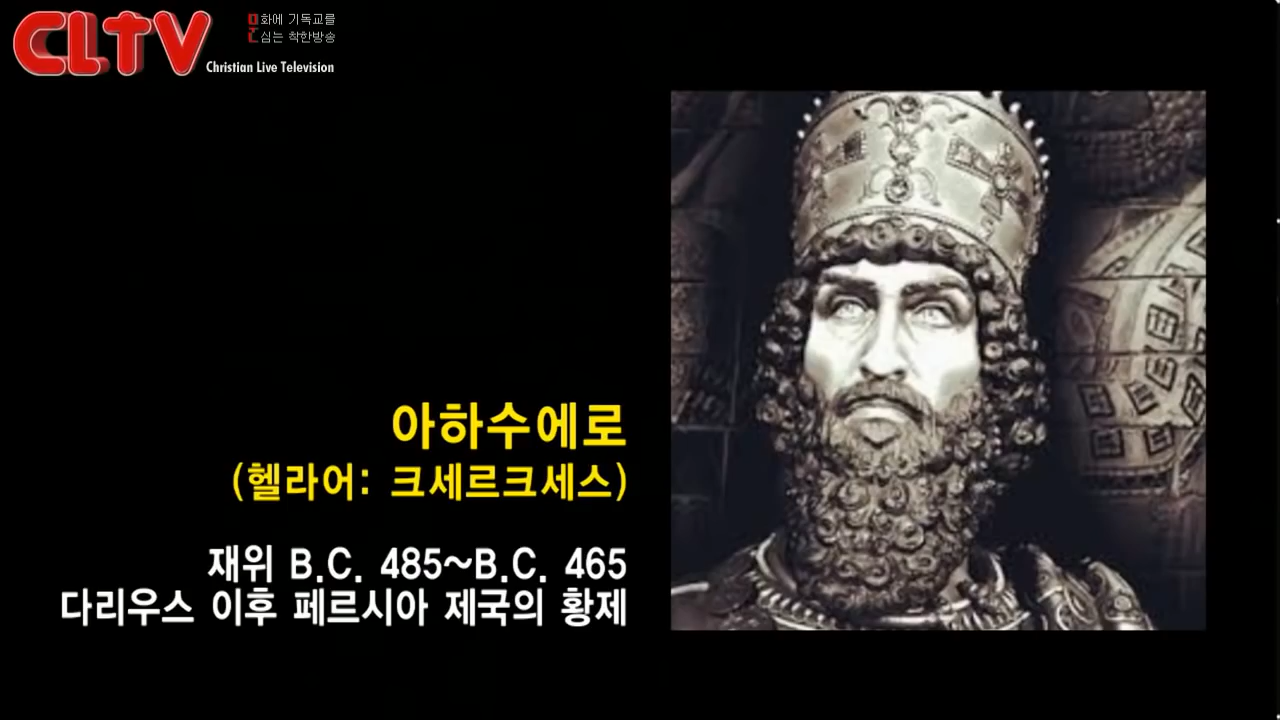 CLTV
문화에 기독교를
심는 착한방송
Christian Live Television
아하수에로
(헬라어: 크세르크세스)
재위 B.C. 485~B.C. 465
다리우스 이후 페르시아 제국의 황제